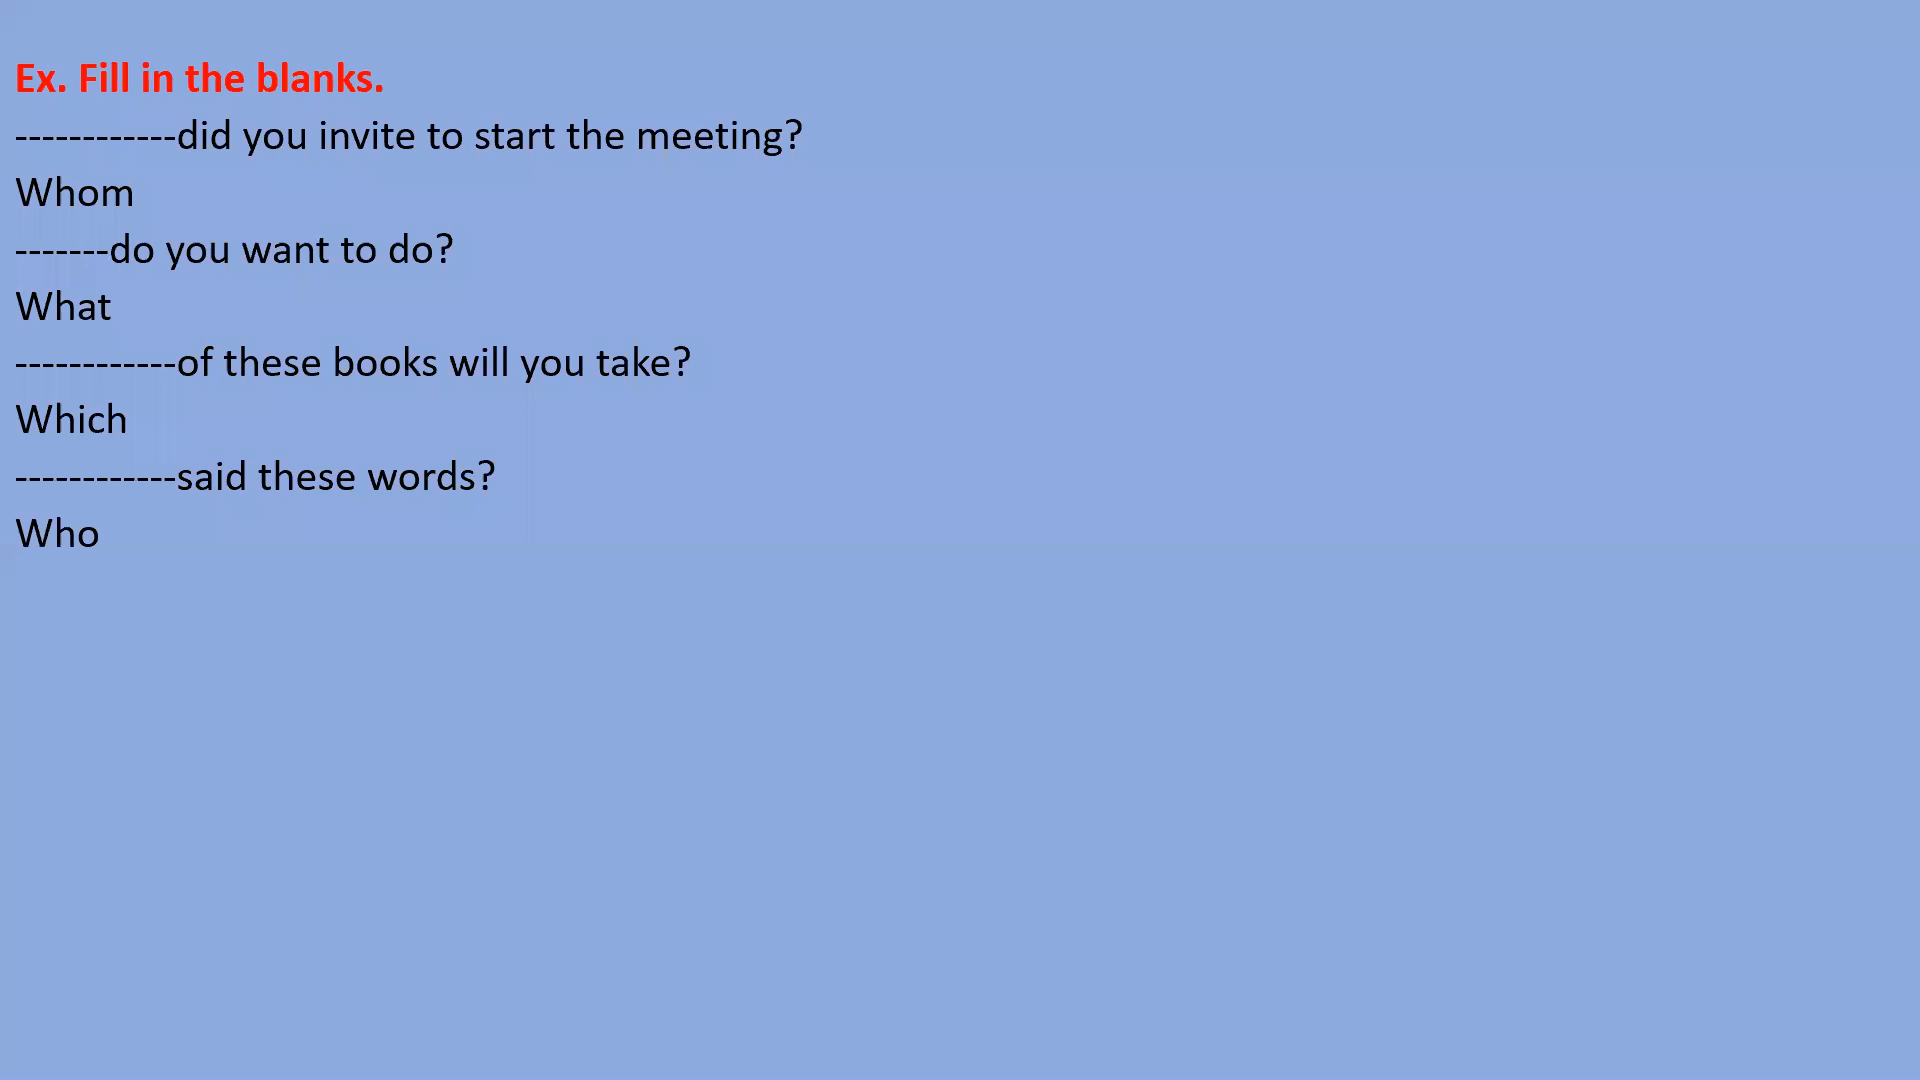 Ex. Fill in the blanks.
------------did you invite to start the meeting?
Whom
-------do you want to do?
What
------------of these books will you take?
Which
------------said these words?
Who